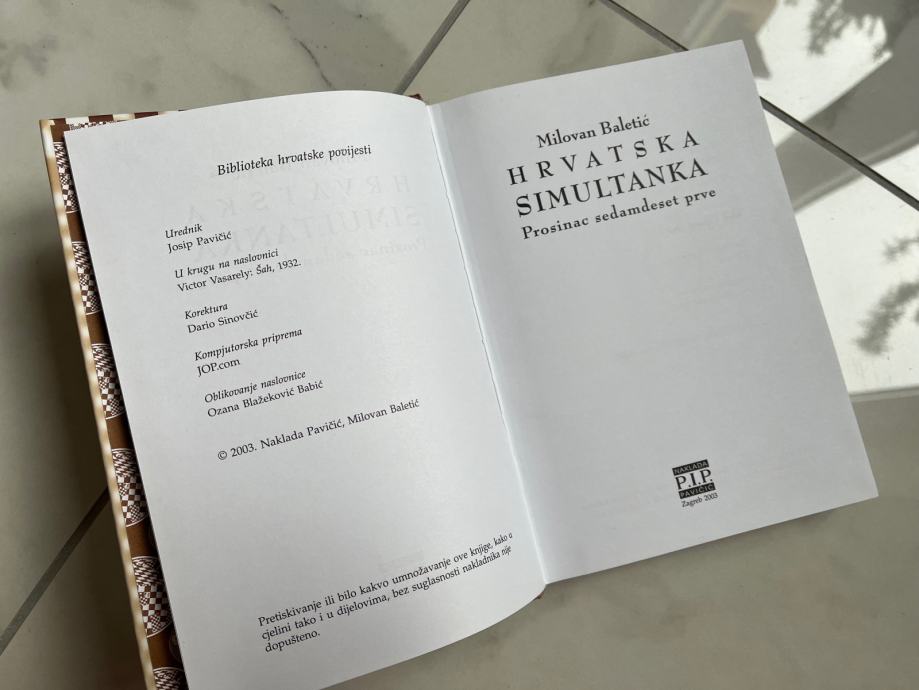 Biblioteka hrvatske povijesti
Urednik
Josip Pavičić
U krugu na naslovnici
Victor Vasarely: Šah, 1932.
Korektura
Dario Sinovčić
Kompjutorska priprema
JOP.com
Oblikovanje naslovnice
Ozana Blažeković Babić
© 2003. Naklada Pavičić, Milovan Baletić
Pretiskivanje ili bilo kakvo umnožavanje ove knjige, kako u
cjelini tako i u dijelovima, bez suglasnosti nakladnika nije
dopušteno.
Milovan Baletić
HRVATSKA
SIMULTANKA
Prosinac sedamdeset prve
NAKLADA
P.I.P.
PAVIČIĆ
Zagreb 2003